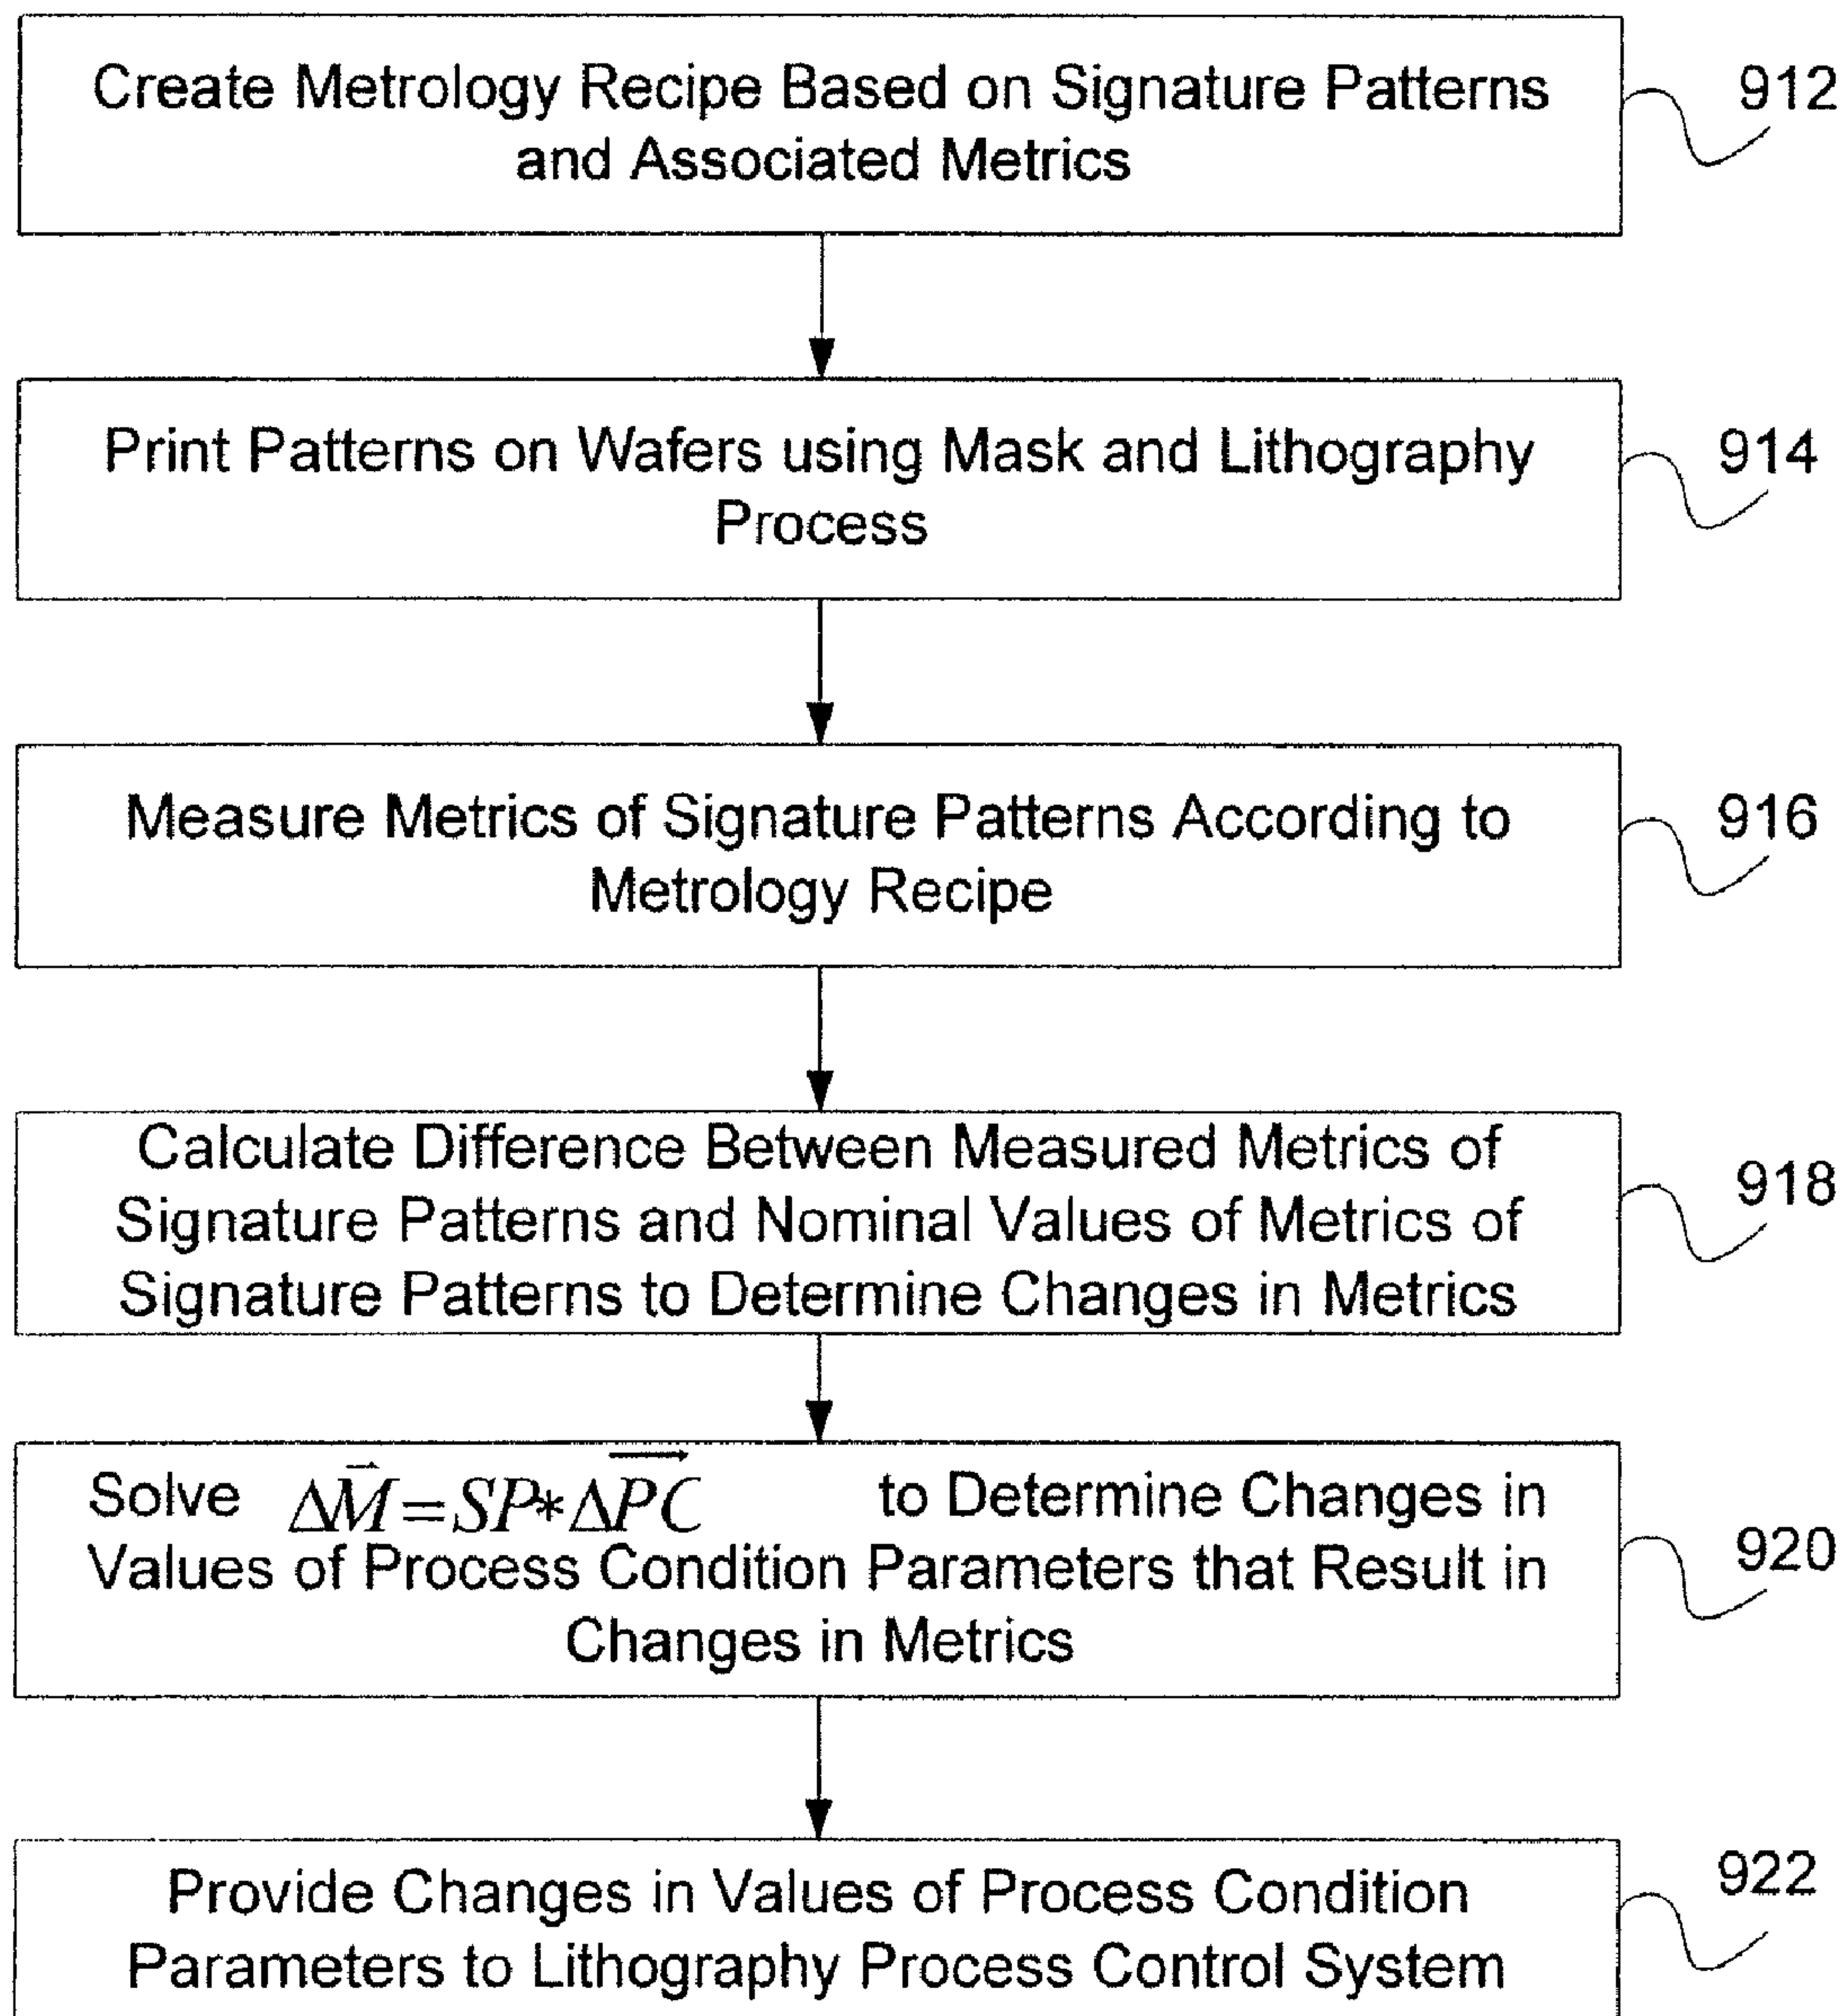 Create Metrology Recipe Based on Signature Patterns
and Associated Metrics
912
Print Patterns on Wafers using Mask and Lithography
Process
914
Measure Metrics of Signature Patterns According to
Metrology Recipe
916
Calculate Difference Between Measured Metrics of
Signature Patterns and Nominal Values of Metrics of
Signature Patterns to Determine Changes in Metrics
918
Solve ΔM⃗=SP*ΔPC⃗ to Determine Changes in
Values of Process Condition Parameters that Result in
Changes in Metrics
920
Provide Changes in Values of Process Condition
Parameters to Lithography Process Control System
922